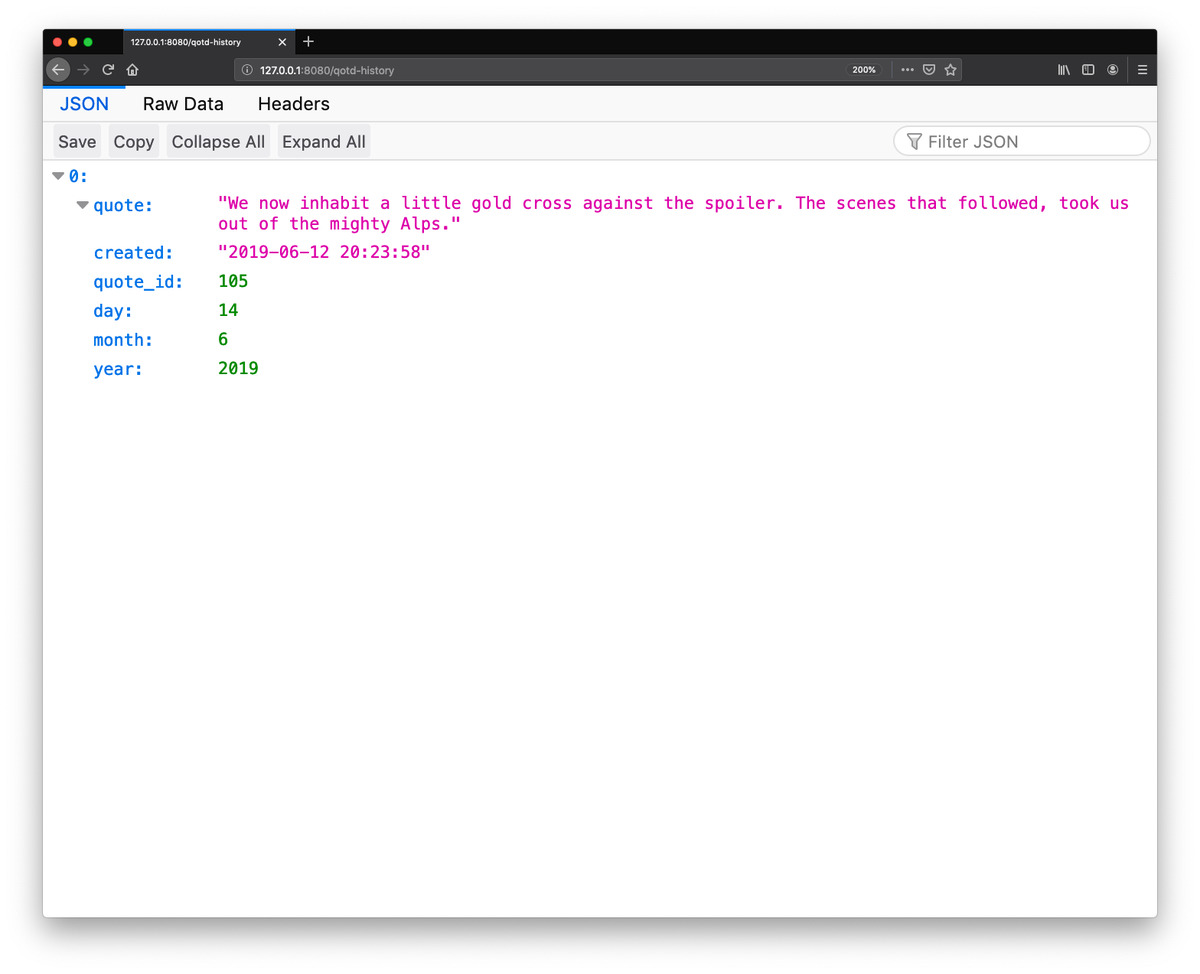 127.0.0.1:8080/qotd-history
127.0.0.1:8080/qotd-history 200%
JSON Raw Data Headers
Save Copy Collapse All Expand All Filter JSON
0:
quote: "We now inhabit a little gold cross against the spoiler. The scenes that followed, took us
out of the mighty Alps."
created: "2019-06-12 20:23:58"
quote_id: 105
day: 14
month: 6
year: 2019